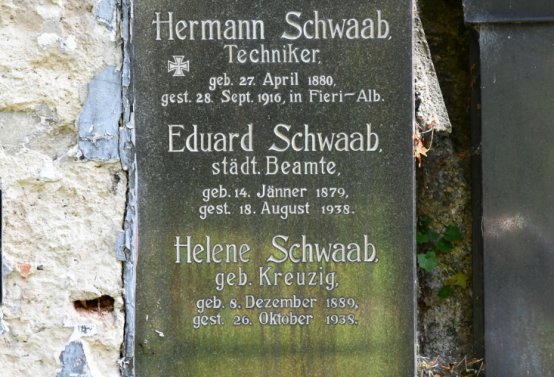 Hermann Schwaab,
Techniker,
geb. 27. April 1880,
gest. 28. Sept. 1916, in Fieri-Alb.
Eduard Schwaab,
städt. Beamte,
geb. 14. Jänner 1879,
gest. 18. August 1938.
Helene Schwaab,
geb. Kreuzig,
geb. 8. Dezember 1889,
gest. 26. Oktober 1938.